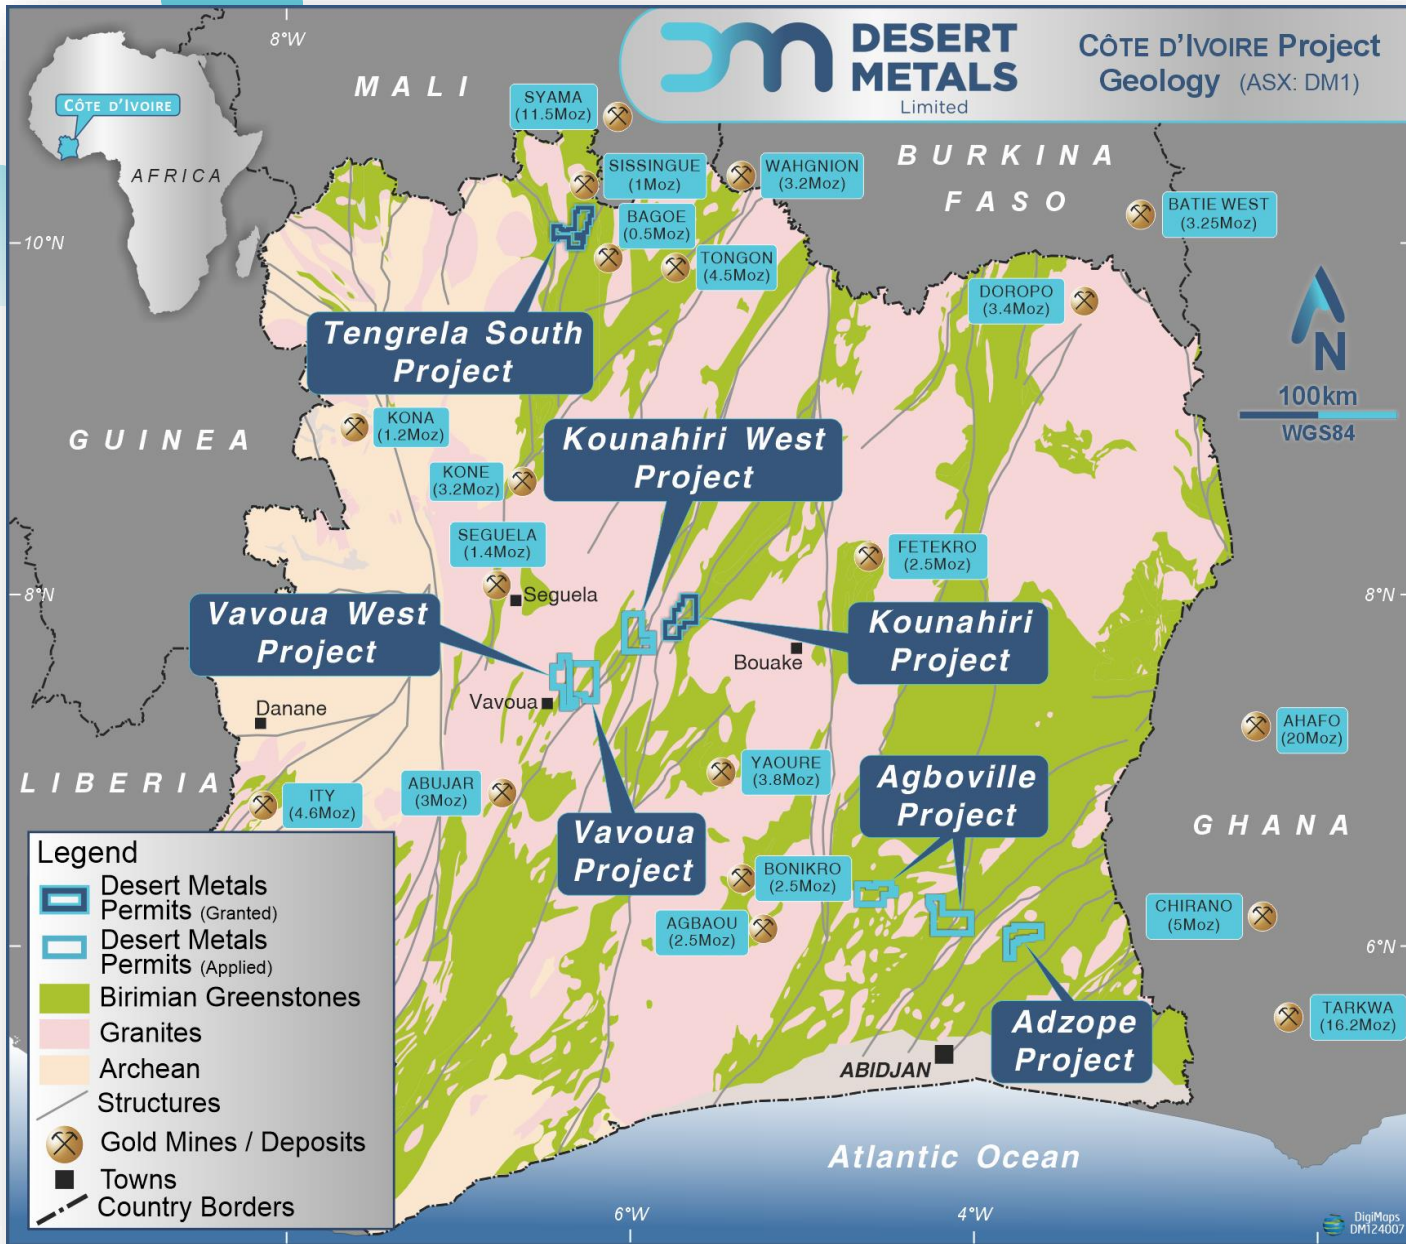 8°W
DESERT
METALS
Limited
CÔTE D'IVOIRE Project
Geology (ASX: DM1)
MALI
CÔTE D'IVOIRE
AFRICA
SYAMA
(11.5Moz)
SISSINGUE
(1Moz)
WAHGNION
(3.2Moz)
BURKINA
FASO
BATIE WEST
(3.25Moz)
BAGOE
(0.5Moz)
TONGON
(4.5Moz)
10°N
DOROPO
(3.4Moz)
N
100km
WGS84
Tengrela South
Project
GUINEA
KONA
(1.2Moz)
Kounahiri West
Project
KONE
(3.2Moz)
SEGUELA
(1.4Moz)
FETEKRO
(2.5Moz)
8°N
8°N
Seguela
Vavoua West
Project
Kounahiri
Project
Bouake
Vavoua
Danane
AHAFO
(20Moz)
LIBERIA
ITY
(4.6Moz)
ABUJAR
(3Moz)
YAOURE
(3.8Moz)
Agboville
Project
GHANA
Vavoua
Project
BONIKRO
(2.5Moz)
AGBAOU
(2.5Moz)
CHIRANO
(5Moz)
6°N
TARKWA
(16.2Moz)
Adzope
Project
ABIDJAN
Atlantic Ocean
6°W
4°W
Legend
Desert Metals
Permits (Granted)
Desert Metals
Permits (Applied)
Birimian Greenstones
Granites
Archean
Structures
Gold Mines / Deposits
Towns
Country Borders
DigiMaps
DM124007